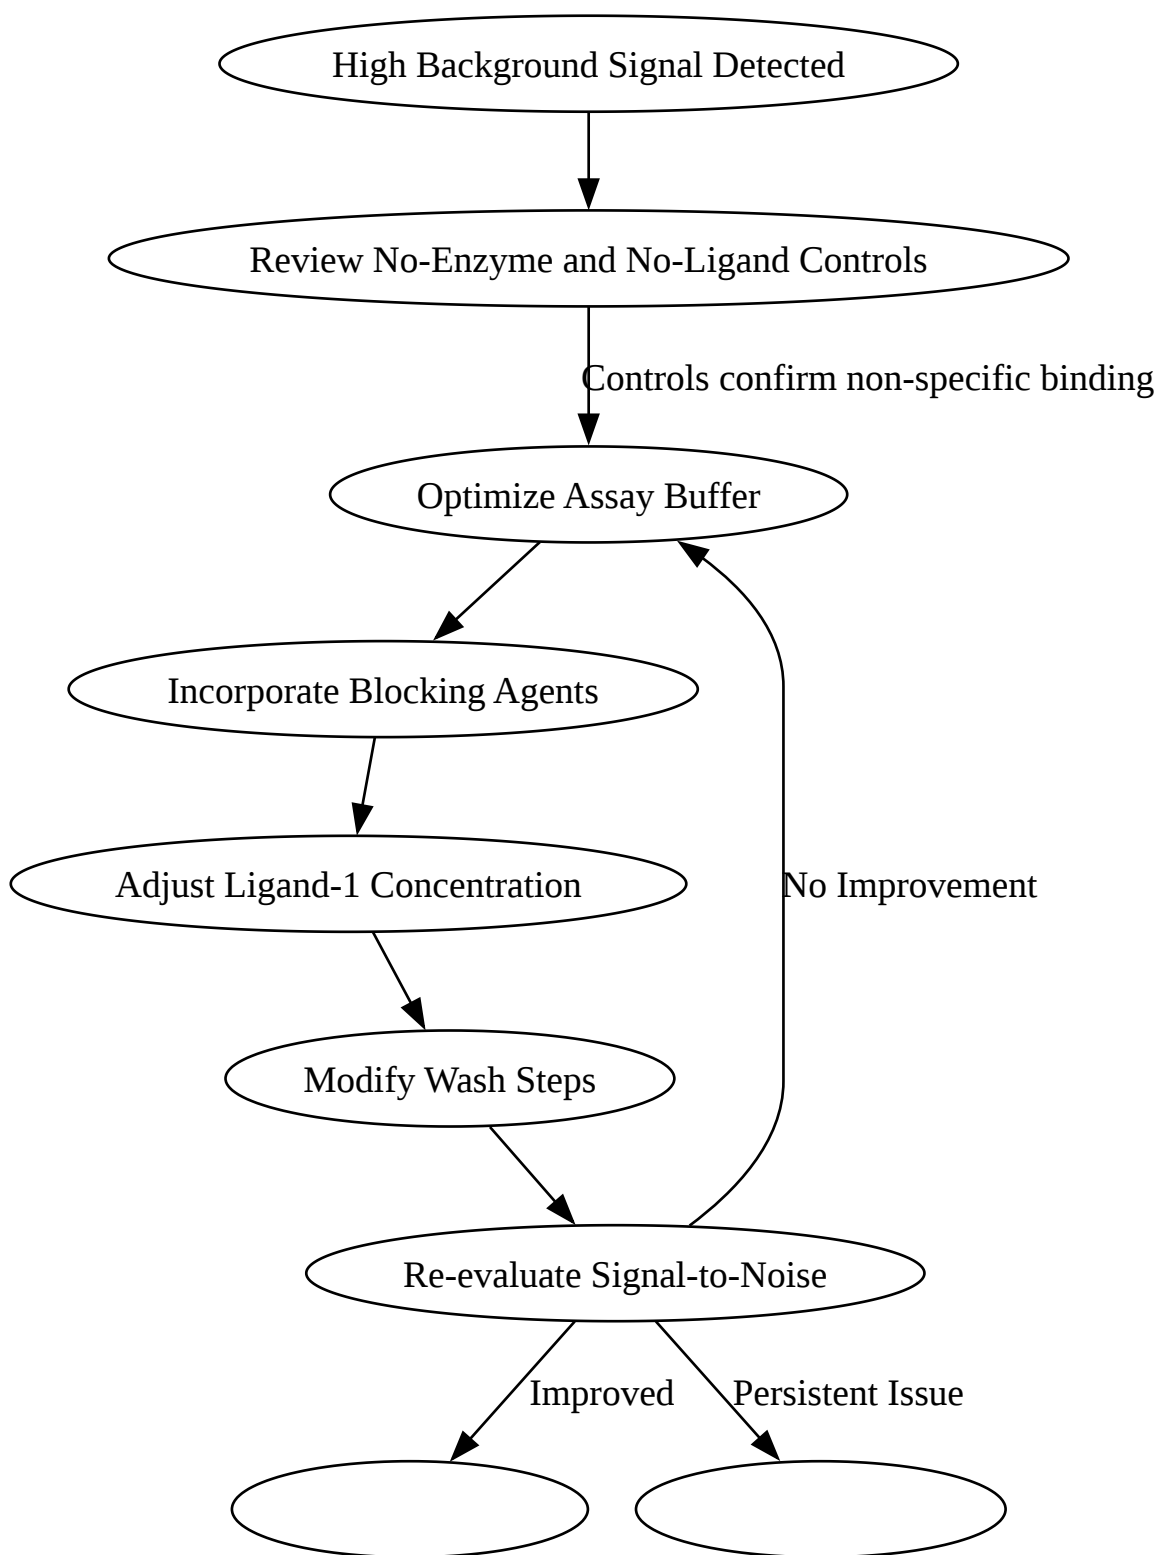 High Background Signal Detected
Review No-Enzyme and No-Ligand Controls
Controls confirm non-specific binding
Optimize Assay Buffer
Incorporate Blocking Agents
Adjust Ligand-1 Concentration
No Improvement
Modify Wash Steps
Re-evaluate Signal-to-Noise
Improved
Persistent Issue